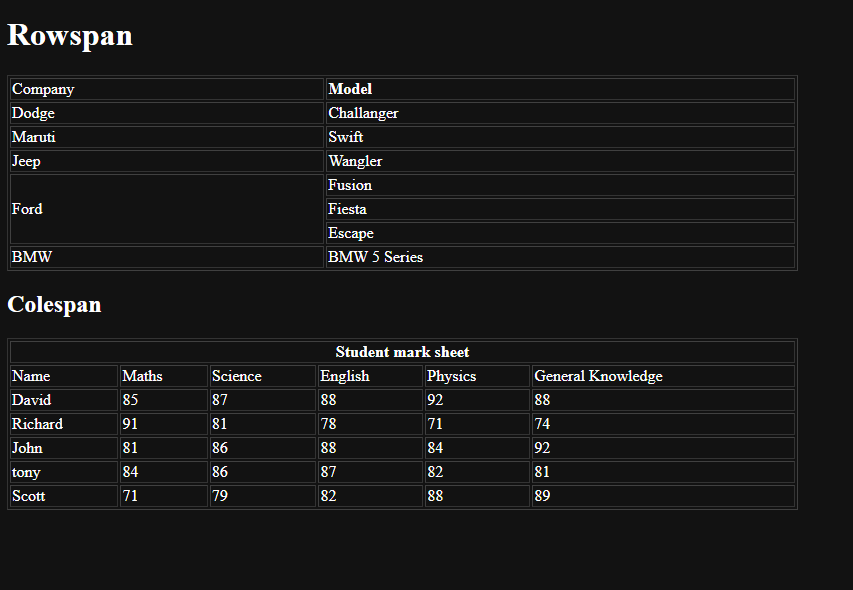 Rowspan
Company Model
Dodge Challanger
Maruti Swift
Jeep Wangler
Fusion
Ford Fiesta
Escape
BMW BMW 5 Series
Colespan
Student mark sheet
Name Maths Science English Physics General Knowledge
David 85 87 88 92 88
Richard 91 81 78 71 74
John 81 86 88 84 92
tony 84 86 87 82 81
Scott 71 79 82 88 89